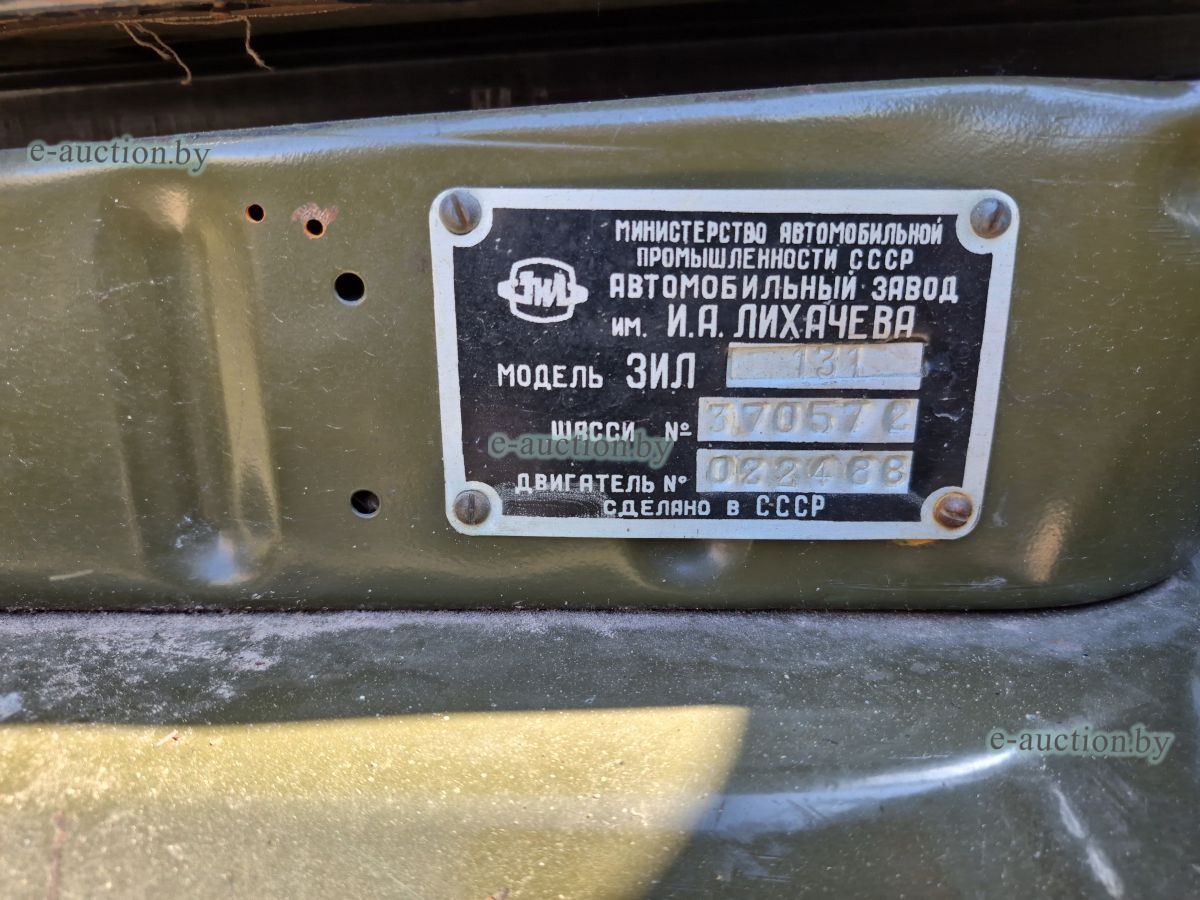 e-auction.by
МИНИСТЕРСТВО АВТОМОБИЛЬНОЙ
ПРОМЫШЛЕННОСТИ СССР
ЗИЛ
АВТОМОБИЛЬНЫЙ ЗАВОД
ИМ. И.А. ЛИХАЧЕВА
МОДЕЛЬ ЗИЛ 131
ШАССИ № 370572
e-auction.by
ДВИГАТЕЛЬ №
СДЕЛАНО В СССР
e-auction.by